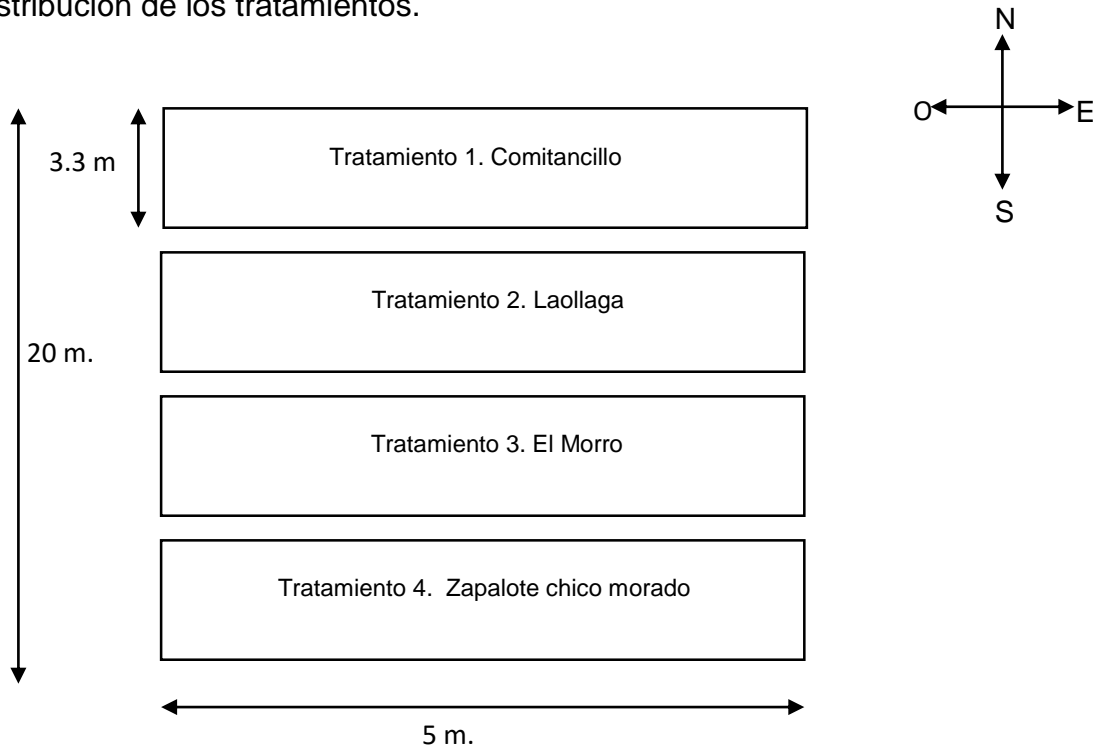 stribución de los tratamientos.
N
O
E
S
3.3 m
Tratamiento 1. Comitancillo
Tratamiento 2. Laollaga
20 m.
Tratamiento 3. El Morro
Tratamiento 4. Zapalote chico morado
5 m.